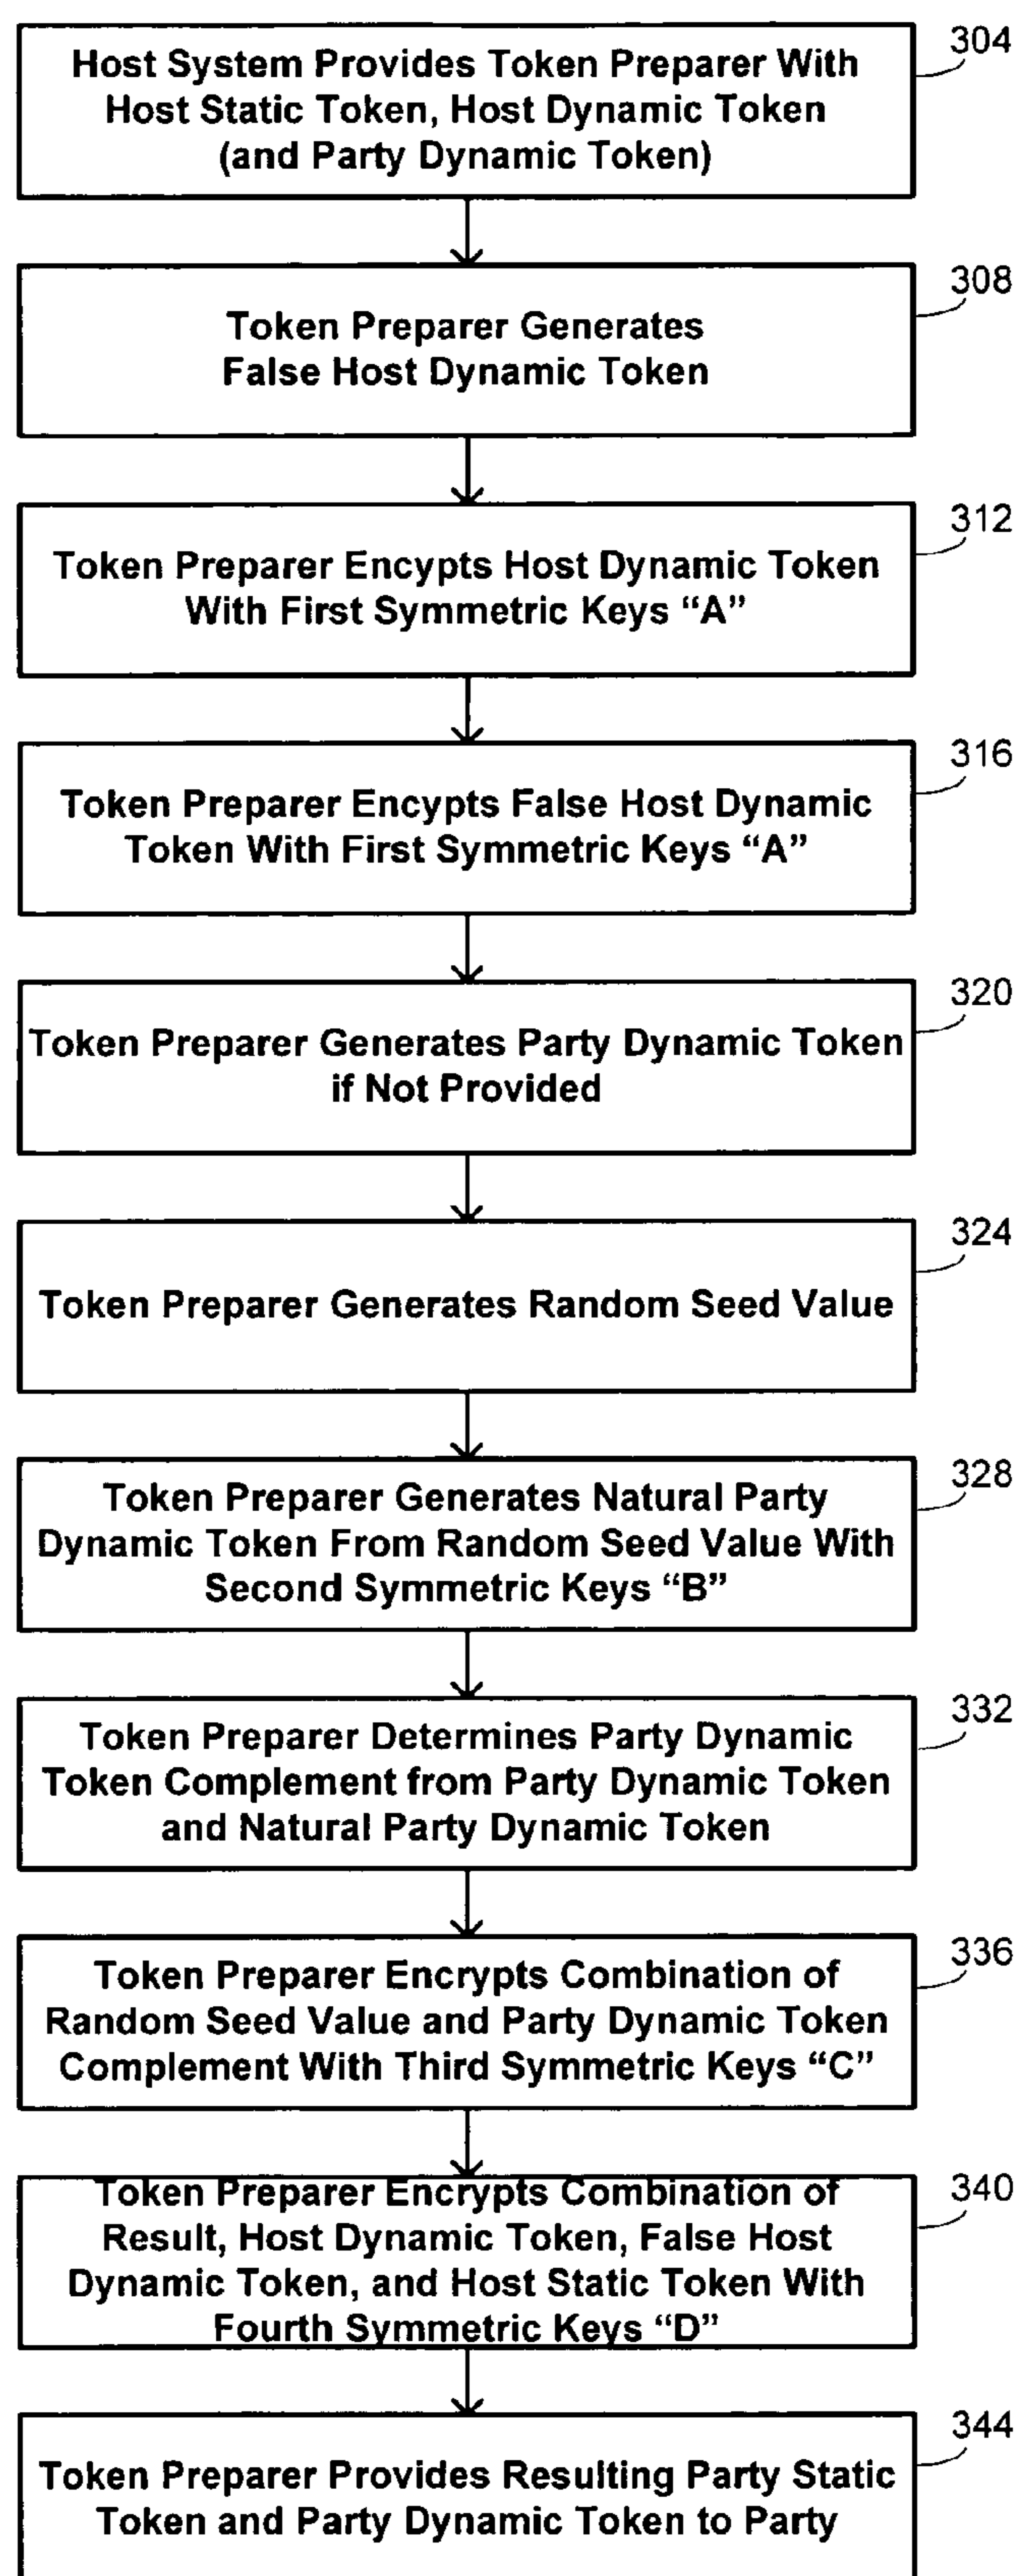 304
Host System Provides Token Preparer With
Host Static Token, Host Dynamic Token
(and Party Dynamic Token)
308
Token Preparer Generates
False Host Dynamic Token
312
Token Preparer Encypts Host Dynamic Token
With First Symmetric Keys “A”
316
Token Preparer Encypts False Host Dynamic
Token With First Symmetric Keys “A”
320
Token Preparer Generates Party Dynamic Token
if Not Provided
324
Token Preparer Generates Random Seed Value
328
Token Preparer Generates Natural Party
Dynamic Token From Random Seed Value With
Second Symmetric Keys “B”
332
Token Preparer Determines Party Dynamic
Token Complement from Party Dynamic Token
and Natural Party Dynamic Token
336
Token Preparer Encrypts Combination of
Random Seed Value and Party Dynamic Token
Complement With Third Symmetric Keys “C”
340
Token Preparer Encrypts Combination of
Result, Host Dynamic Token, False Host
Dynamic Token, and Host Static Token With
Fourth Symmetric Keys “D”
344
Token Preparer Provides Resulting Party Static
Token and Party Dynamic Token to Party